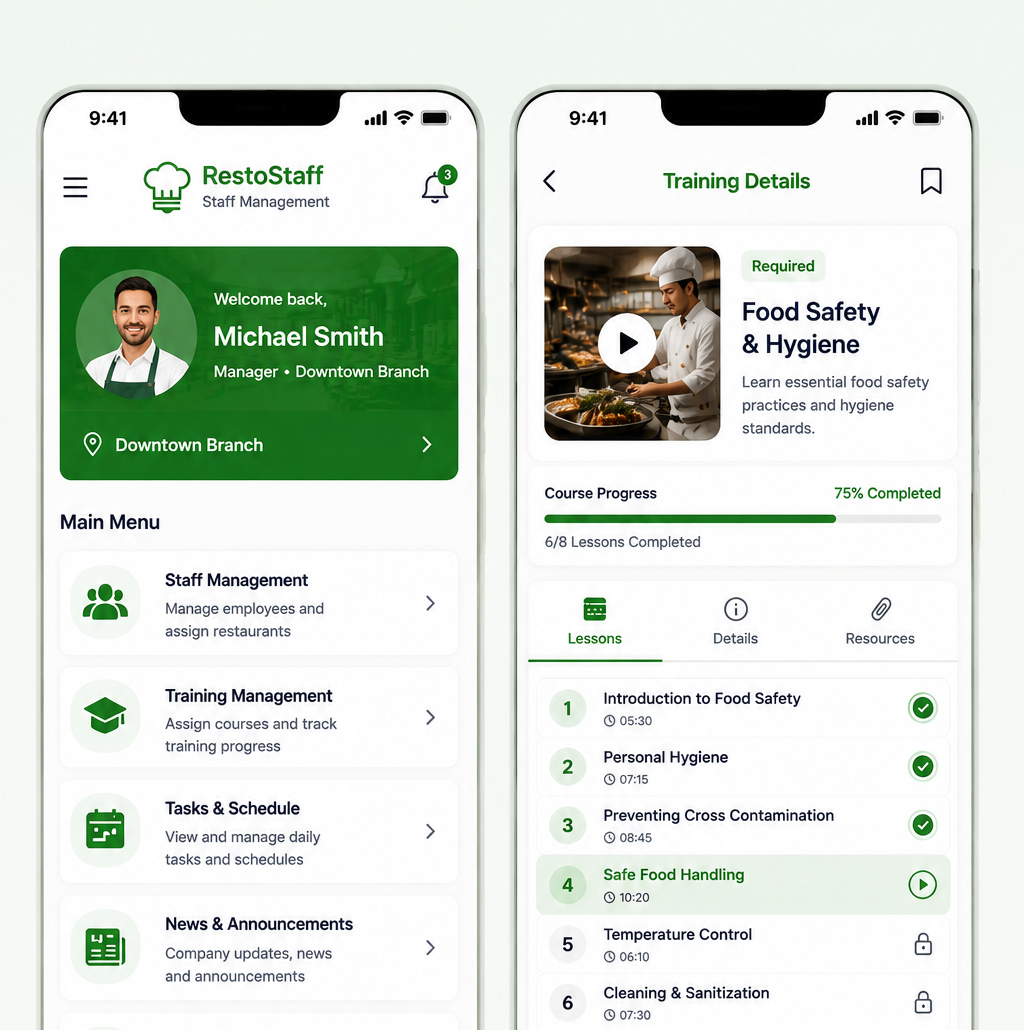 9:41
RestoStaff
Staff Management
3
Welcome back,
Michael Smith
Manager • Downtown Branch
Downtown Branch
Main Menu
Staff Management
Manage employees and
assign restaurants
Training Management
Assign courses and track
training progress
Tasks & Schedule
View and manage daily
tasks and schedules
News & Announcements
Company updates, news
and announcements
9:41
Training Details
Required
Food Safety
& Hygiene
Learn essential food safety
practices and hygiene
standards.
Course Progress
75% Completed
6/8 Lessons Completed
Lessons
Details
Resources
1
Introduction to Food Safety
05:30
2
Personal Hygiene
07:15
3
Preventing Cross Contamination
08:45
4
Safe Food Handling
10:20
5
Temperature Control
06:10
6
Cleaning & Sanitization
07:30